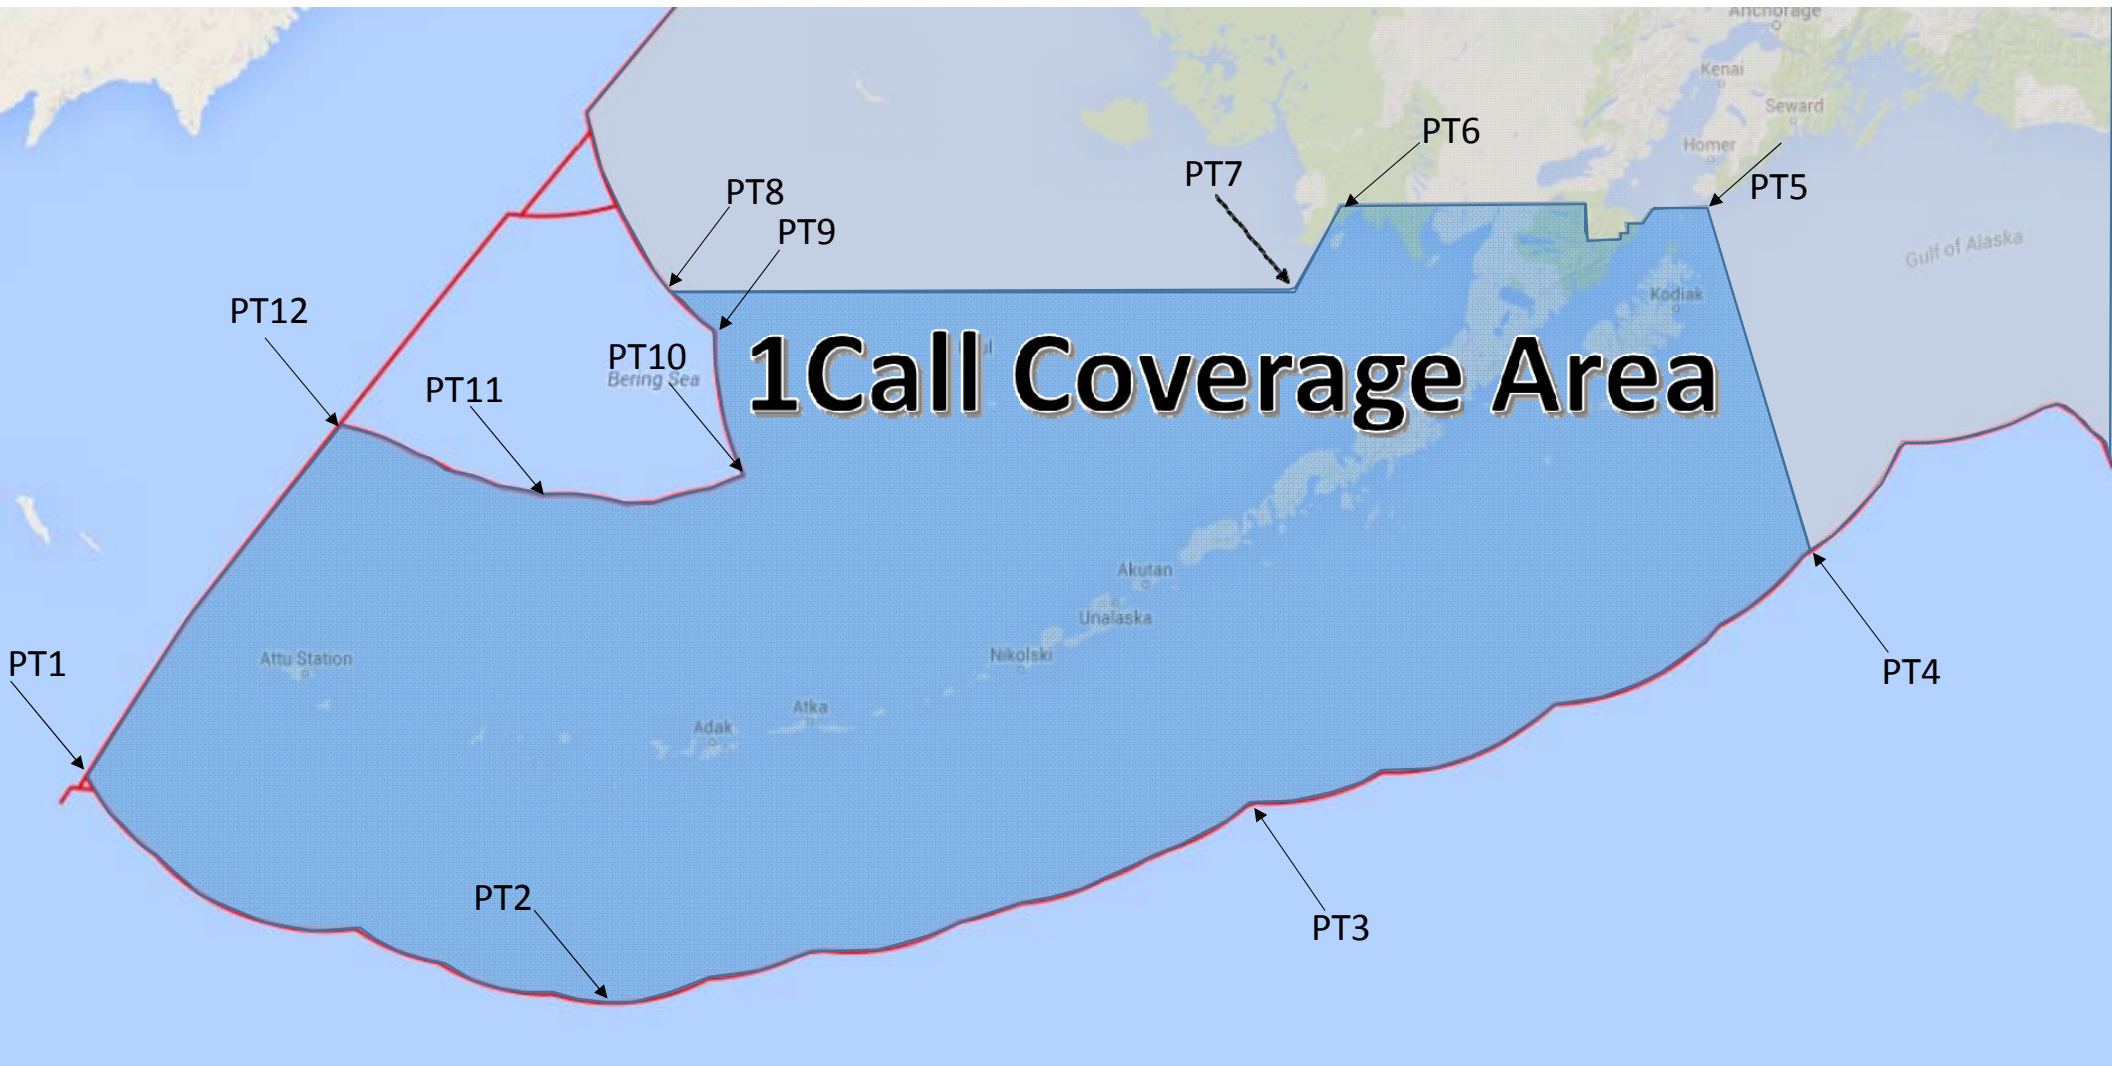 Anchorage
Kenai
Seward
PT6
Homer
PT7
PT8
PT5
PT9
Gulf of Alaska
Kodiak
PT12
PT10
Bering Sea
PT11
1Call Coverage Area
Akutan
Unalaska
Nikolski
Attu Station
PT1
PT4
Atka
Adak
PT2
PT3